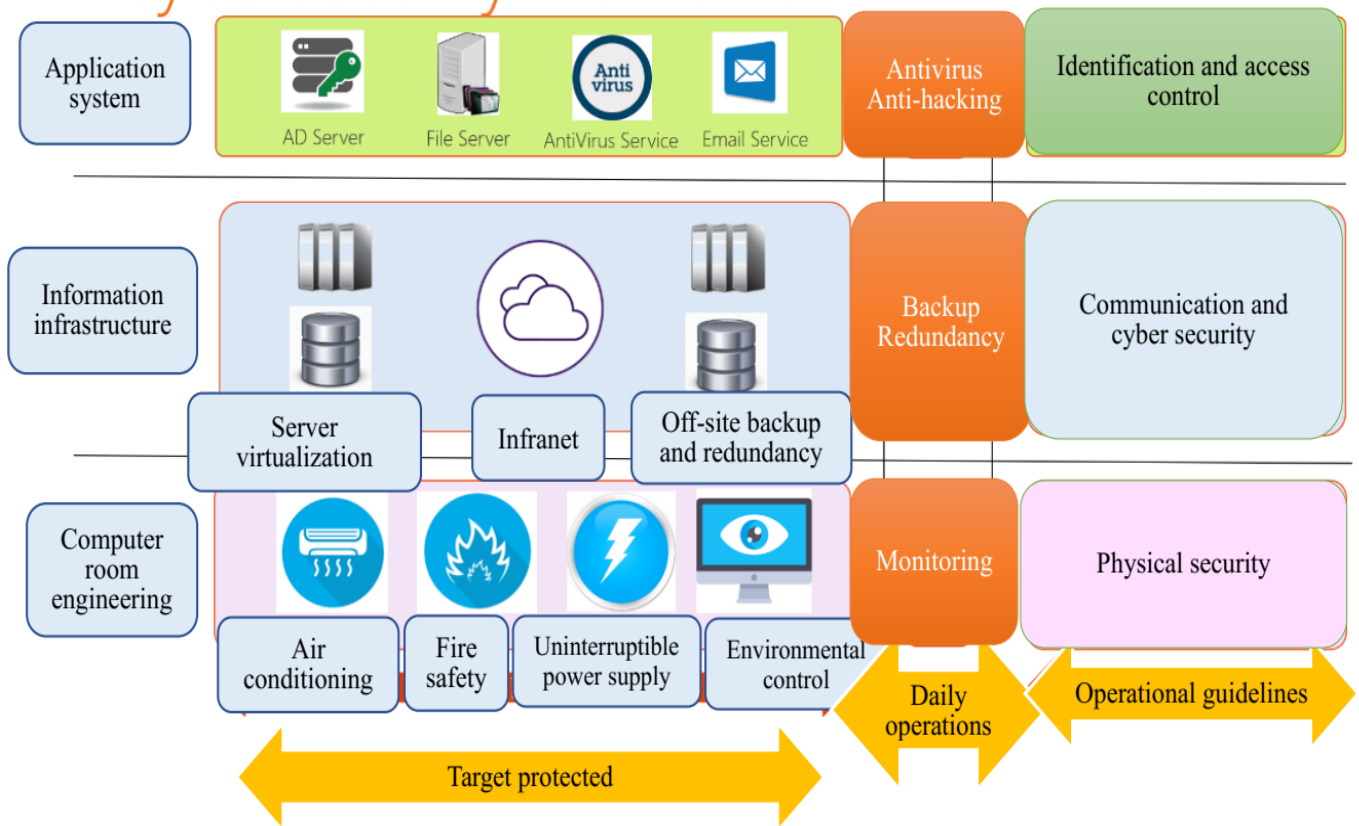 Application
system
AD Server
File Server
Anti
virus
AntiVirus Service
Email Service
Antivirus
Anti-hacking
Identification and access
control
Information
infrastructure
Server
virtualization
Infranet
Off-site backup
and redundancy
Backup
Redundancy
Communication and
cyber security
Computer
room
engineering
Air
conditioning
Fire
safety
Uninterruptible
power supply
Environmental
control
Monitoring
Physical security
Target protected
Daily
operations
Operational guidelines